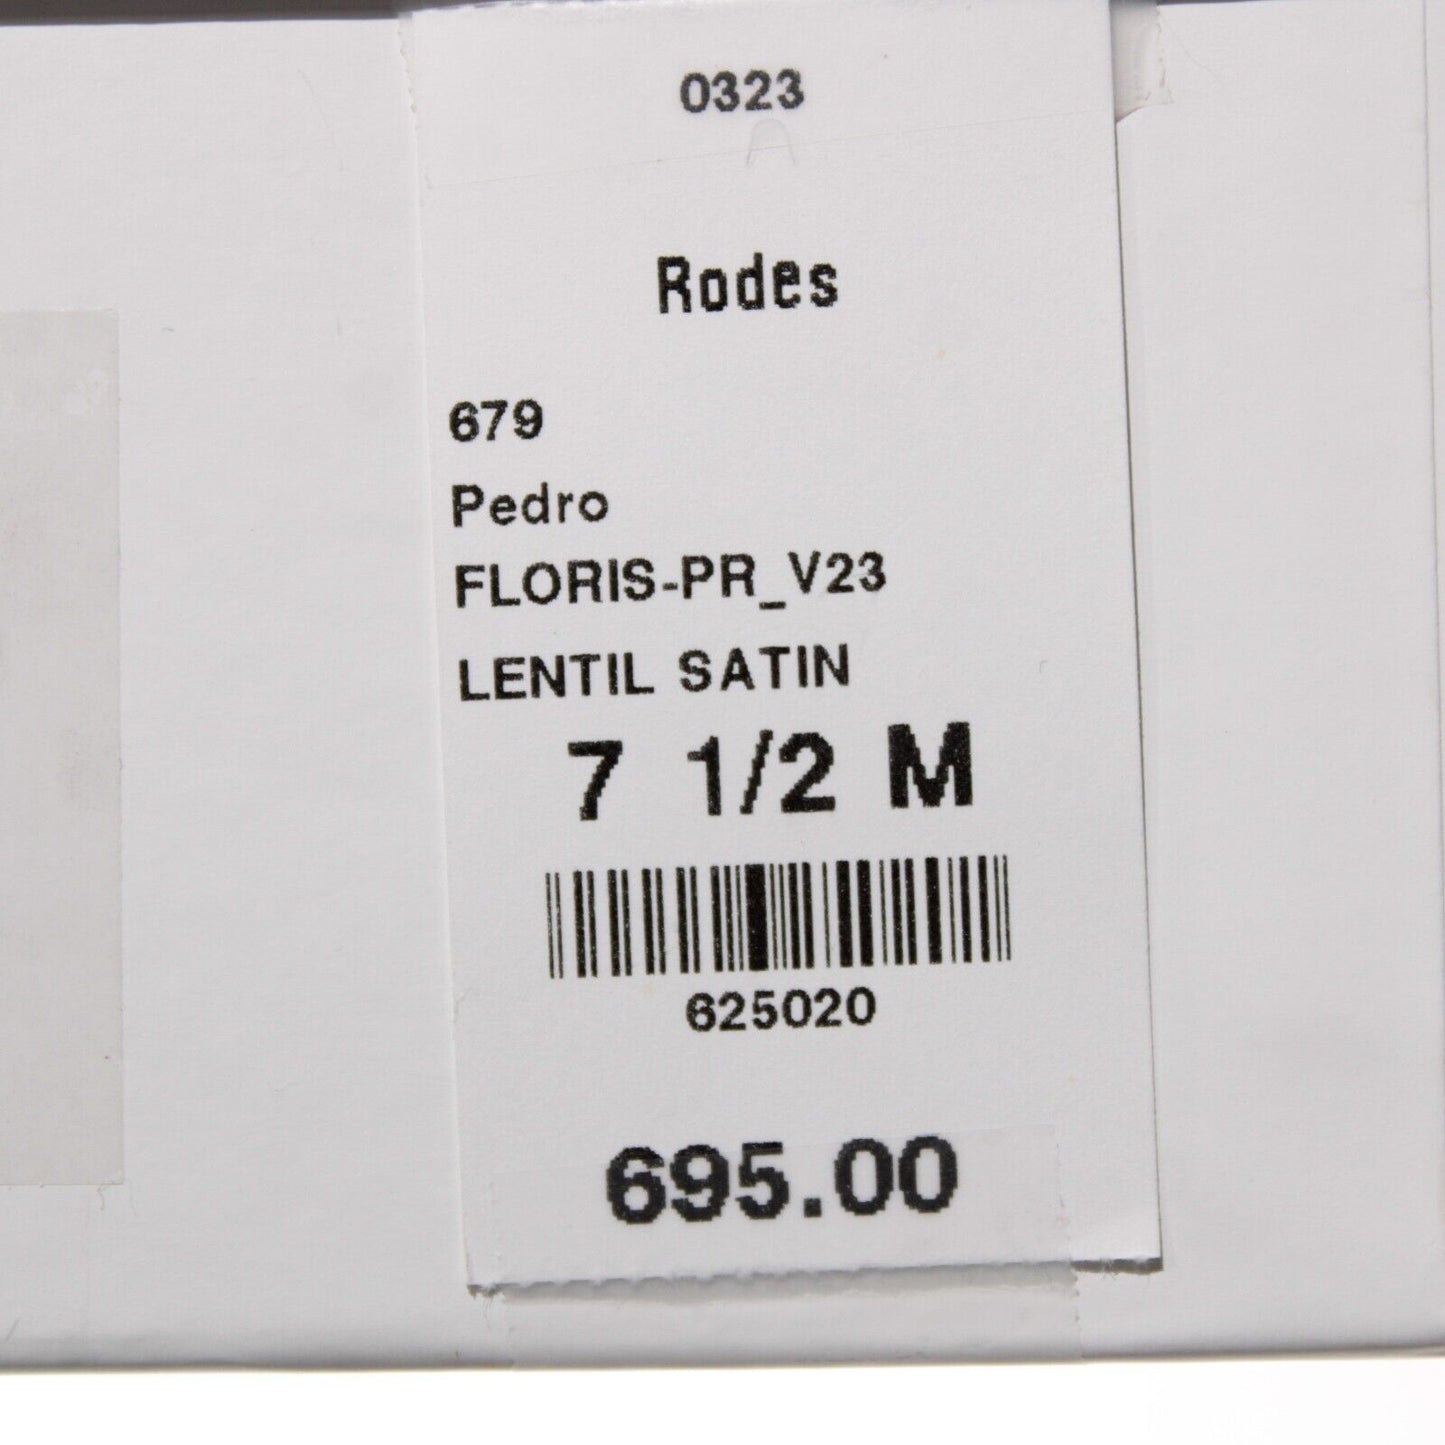 0323
Rodes
679
Pedro
FLORIS-PR_V23
LENTIL SATIN
7 1/2 M
625020
695.00